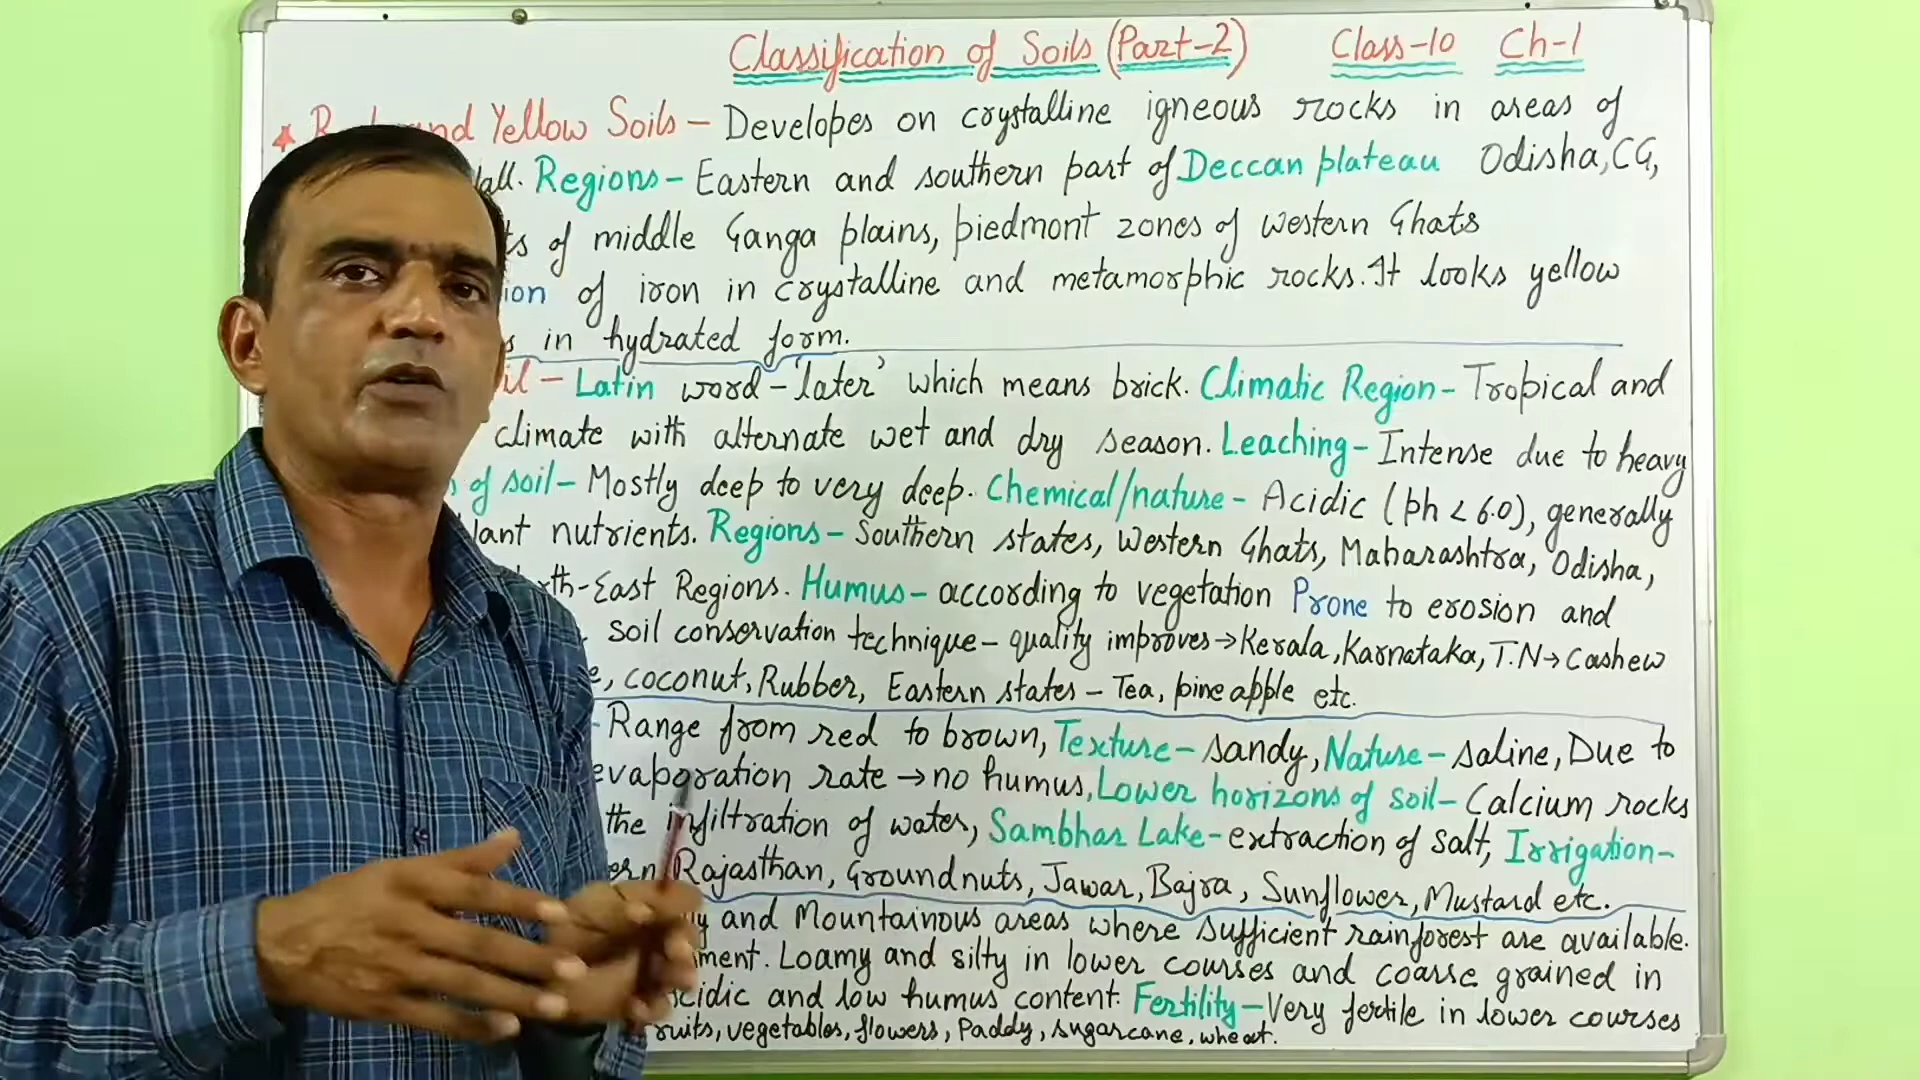 Classification of Soils (Part-2) Class-10 Ch-1
and Yellow Soils – Developes on crystalline igneous rocks in areas of
Regions – Eastern and southern part of Deccan plateau Odisha, CG,
of middle Ganga plains, piedmont zones of western Ghats
of iron in crystalline and metamorphic rocks. It looks yellow
in hydrated form.
– Latin word – 'later' which means brick. Climatic Region – Tropical and
climate with alternate wet and dry season. Leaching – Intense due to heavy
of soil – Mostly deep to very deep. Chemical/nature – Acidic (ph < 6.0), generally
nutrients. Regions – Southern states, Western Ghats, Maharashtra, Odisha,
-East Regions. Humus – according to vegetation Prone to erosion and
soil conservation technique – quality improves → Kerala, Karnataka, T.N → Cashew
, coconut, Rubber, Eastern states – Tea, pineapple etc.
– Range from red to brown, Texture – sandy, Nature – saline, Due to
evaporation rate → no humus, Lower horizons of soil – Calcium rocks
the infiltration of water, Sambhar Lake – extraction of salt, Irrigation –
Rajasthan, Groundnuts, Jawar, Bajra, Sunflower, Mustard etc.
and Mountainous areas where sufficient rainforest are available.
Loamy and silty in lower courses and coarse grained in
and low humus content. Fertility – Very fertile in lower courses
vegetables, flowers, Paddy, sugarcane, wheat.